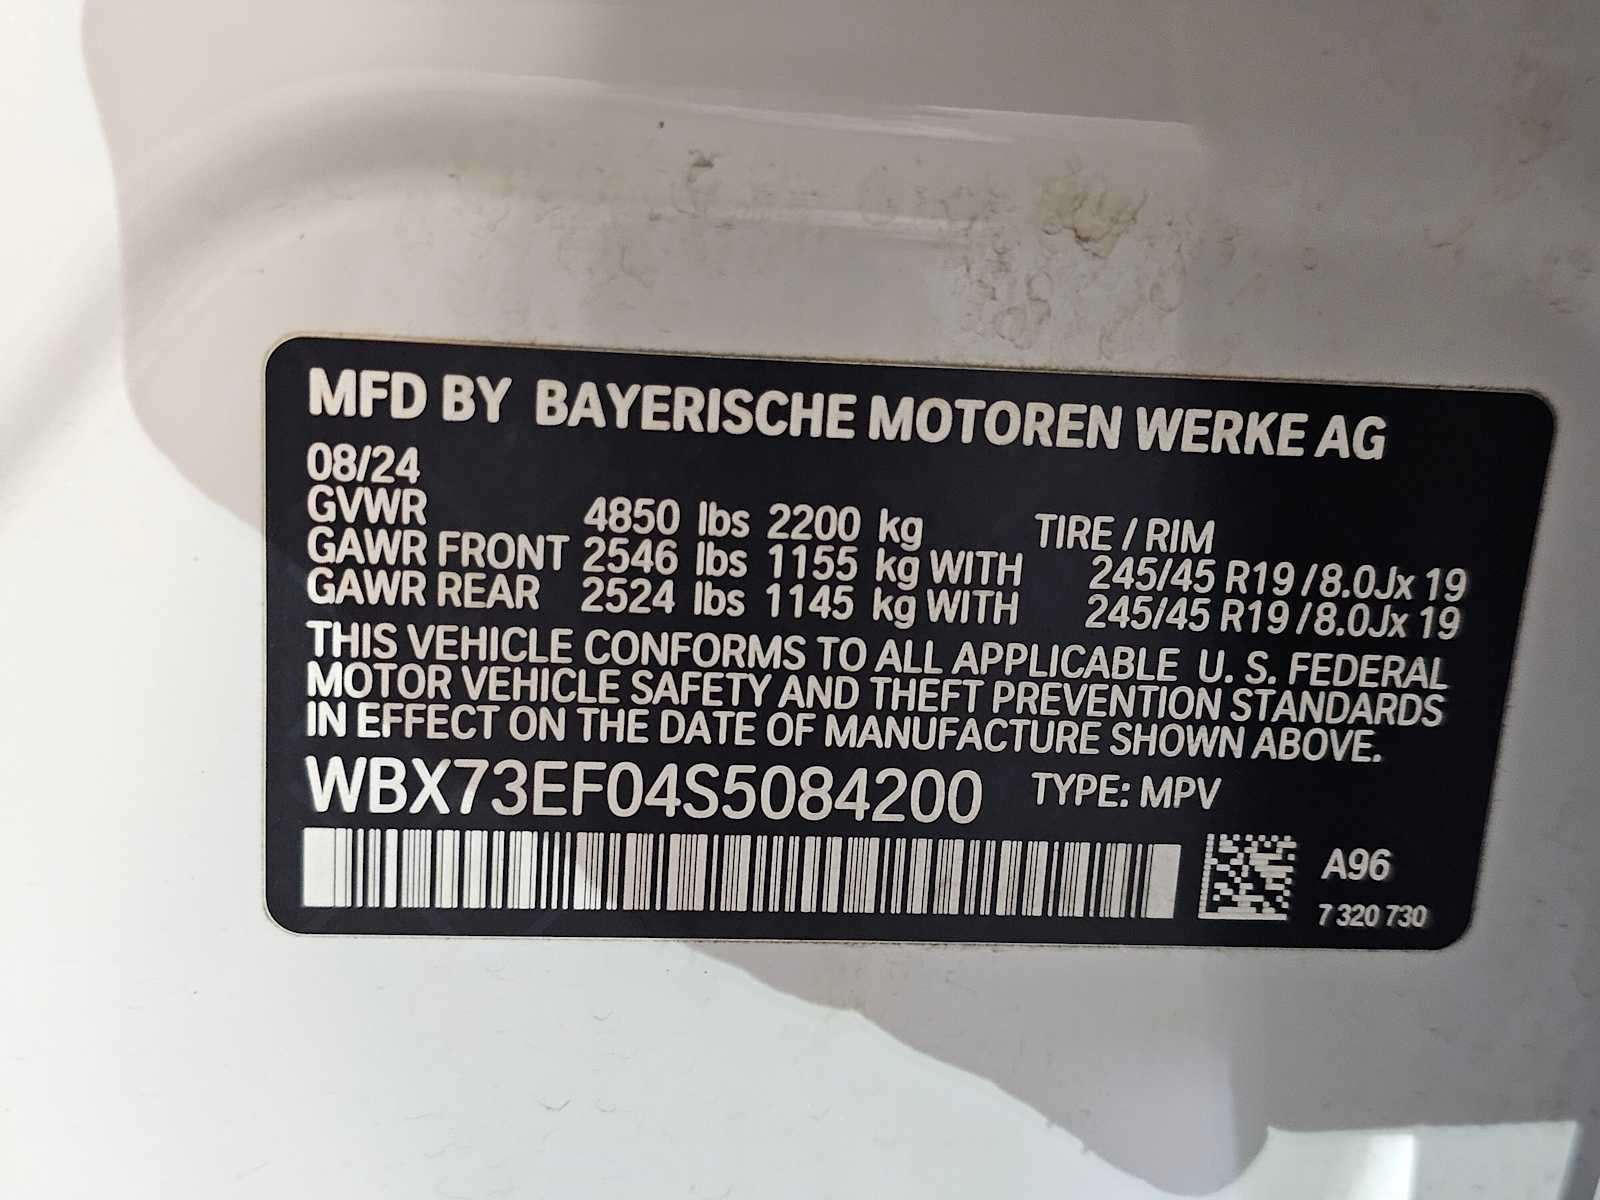 MFD BY BAYERISCHE MOTOREN WERKE AG
08/24
GVWR 4850 lbs 2200 kg TIRE / RIM
GAWR FRONT 2546 lbs 1155 kg WITH 245/45 R19 / 8.0Jx 19
GAWR REAR 2524 lbs 1145 kg WITH 245/45 R19 / 8.0Jx 19
THIS VEHICLE CONFORMS TO ALL APPLICABLE U. S. FEDERAL
MOTOR VEHICLE SAFETY AND THEFT PREVENTION STANDARDS
IN EFFECT ON THE DATE OF MANUFACTURE SHOWN ABOVE.
WBX73EF04S5084200 TYPE: MPV
A96
7 320 730